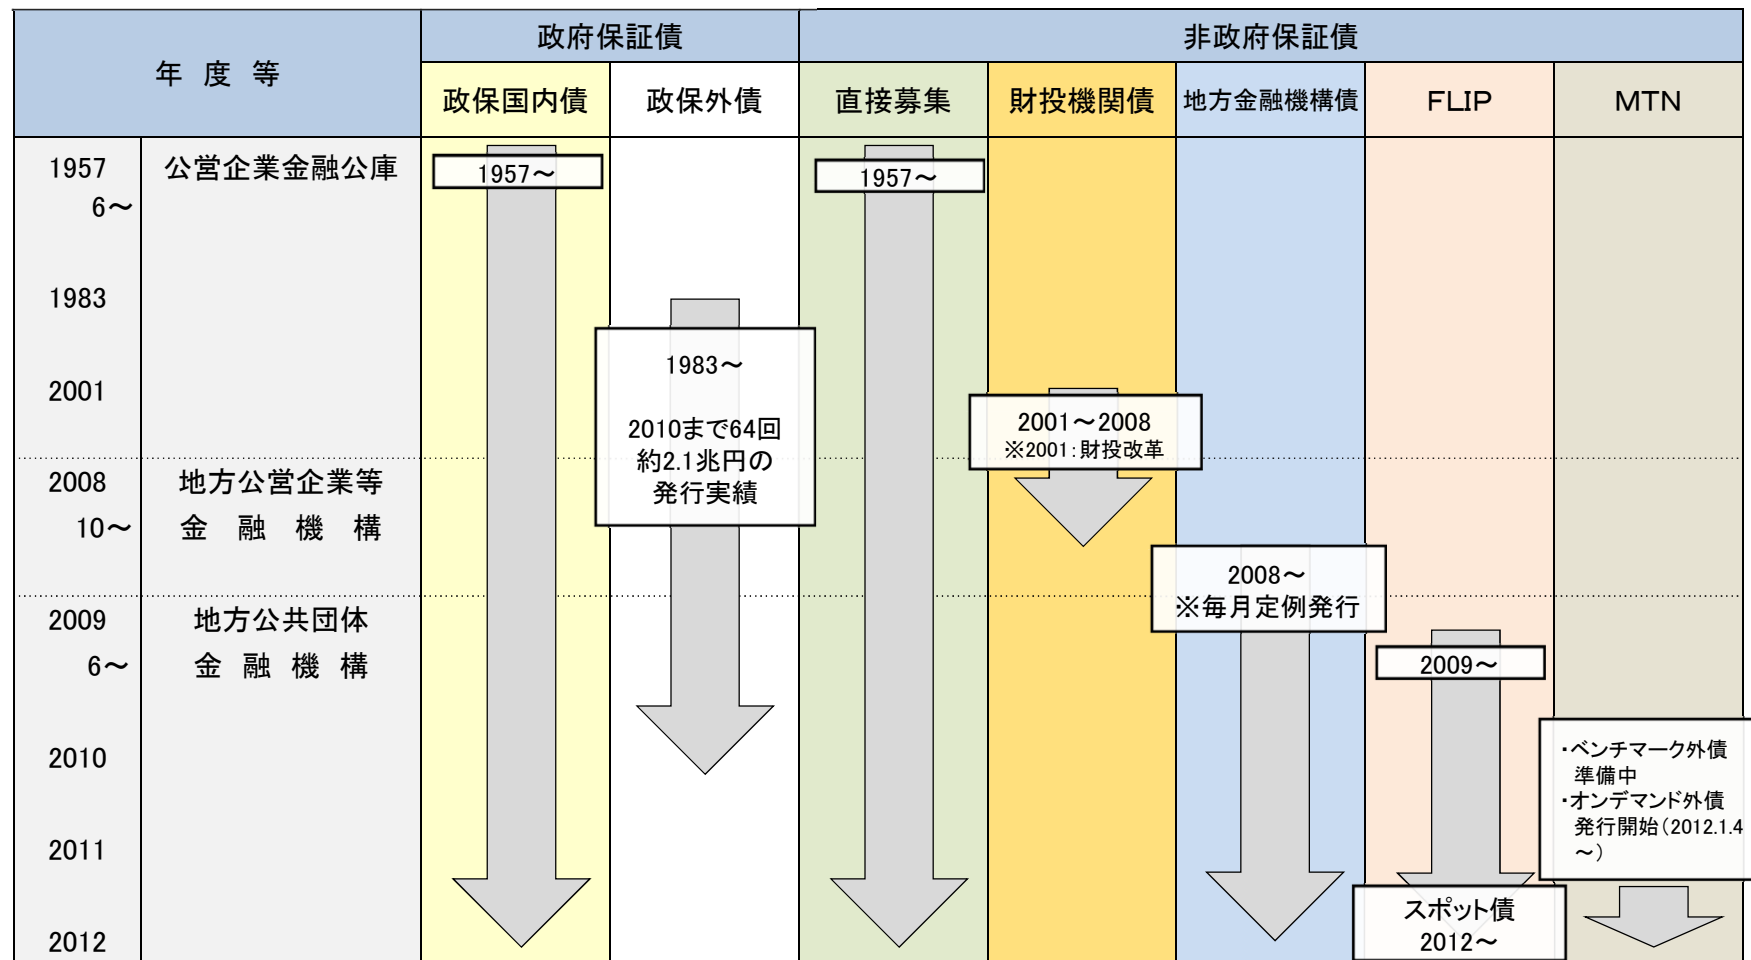 年度等
政府保証債
非政府保証債
政保国内債
政保外債
直接募集
財投機関債
地方金融機構債
FLIP
MTN
1957
6～
公営企業金融公庫
1957～
1957～
1983
1983～
2010まで64回
約2.1兆円の
発行実績
2001
2001～2008
※2001：財投改革
2008
10～
地方公営企業等
金融機構
2008～
※毎月定例発行
2009
6～
地方公共団体
金融機構
2009～
2010
・ベンチマーク外債
準備中
・オンデマンド外債
発行開始（2012.1.4
～）
2011
2012
スポット債
2012～